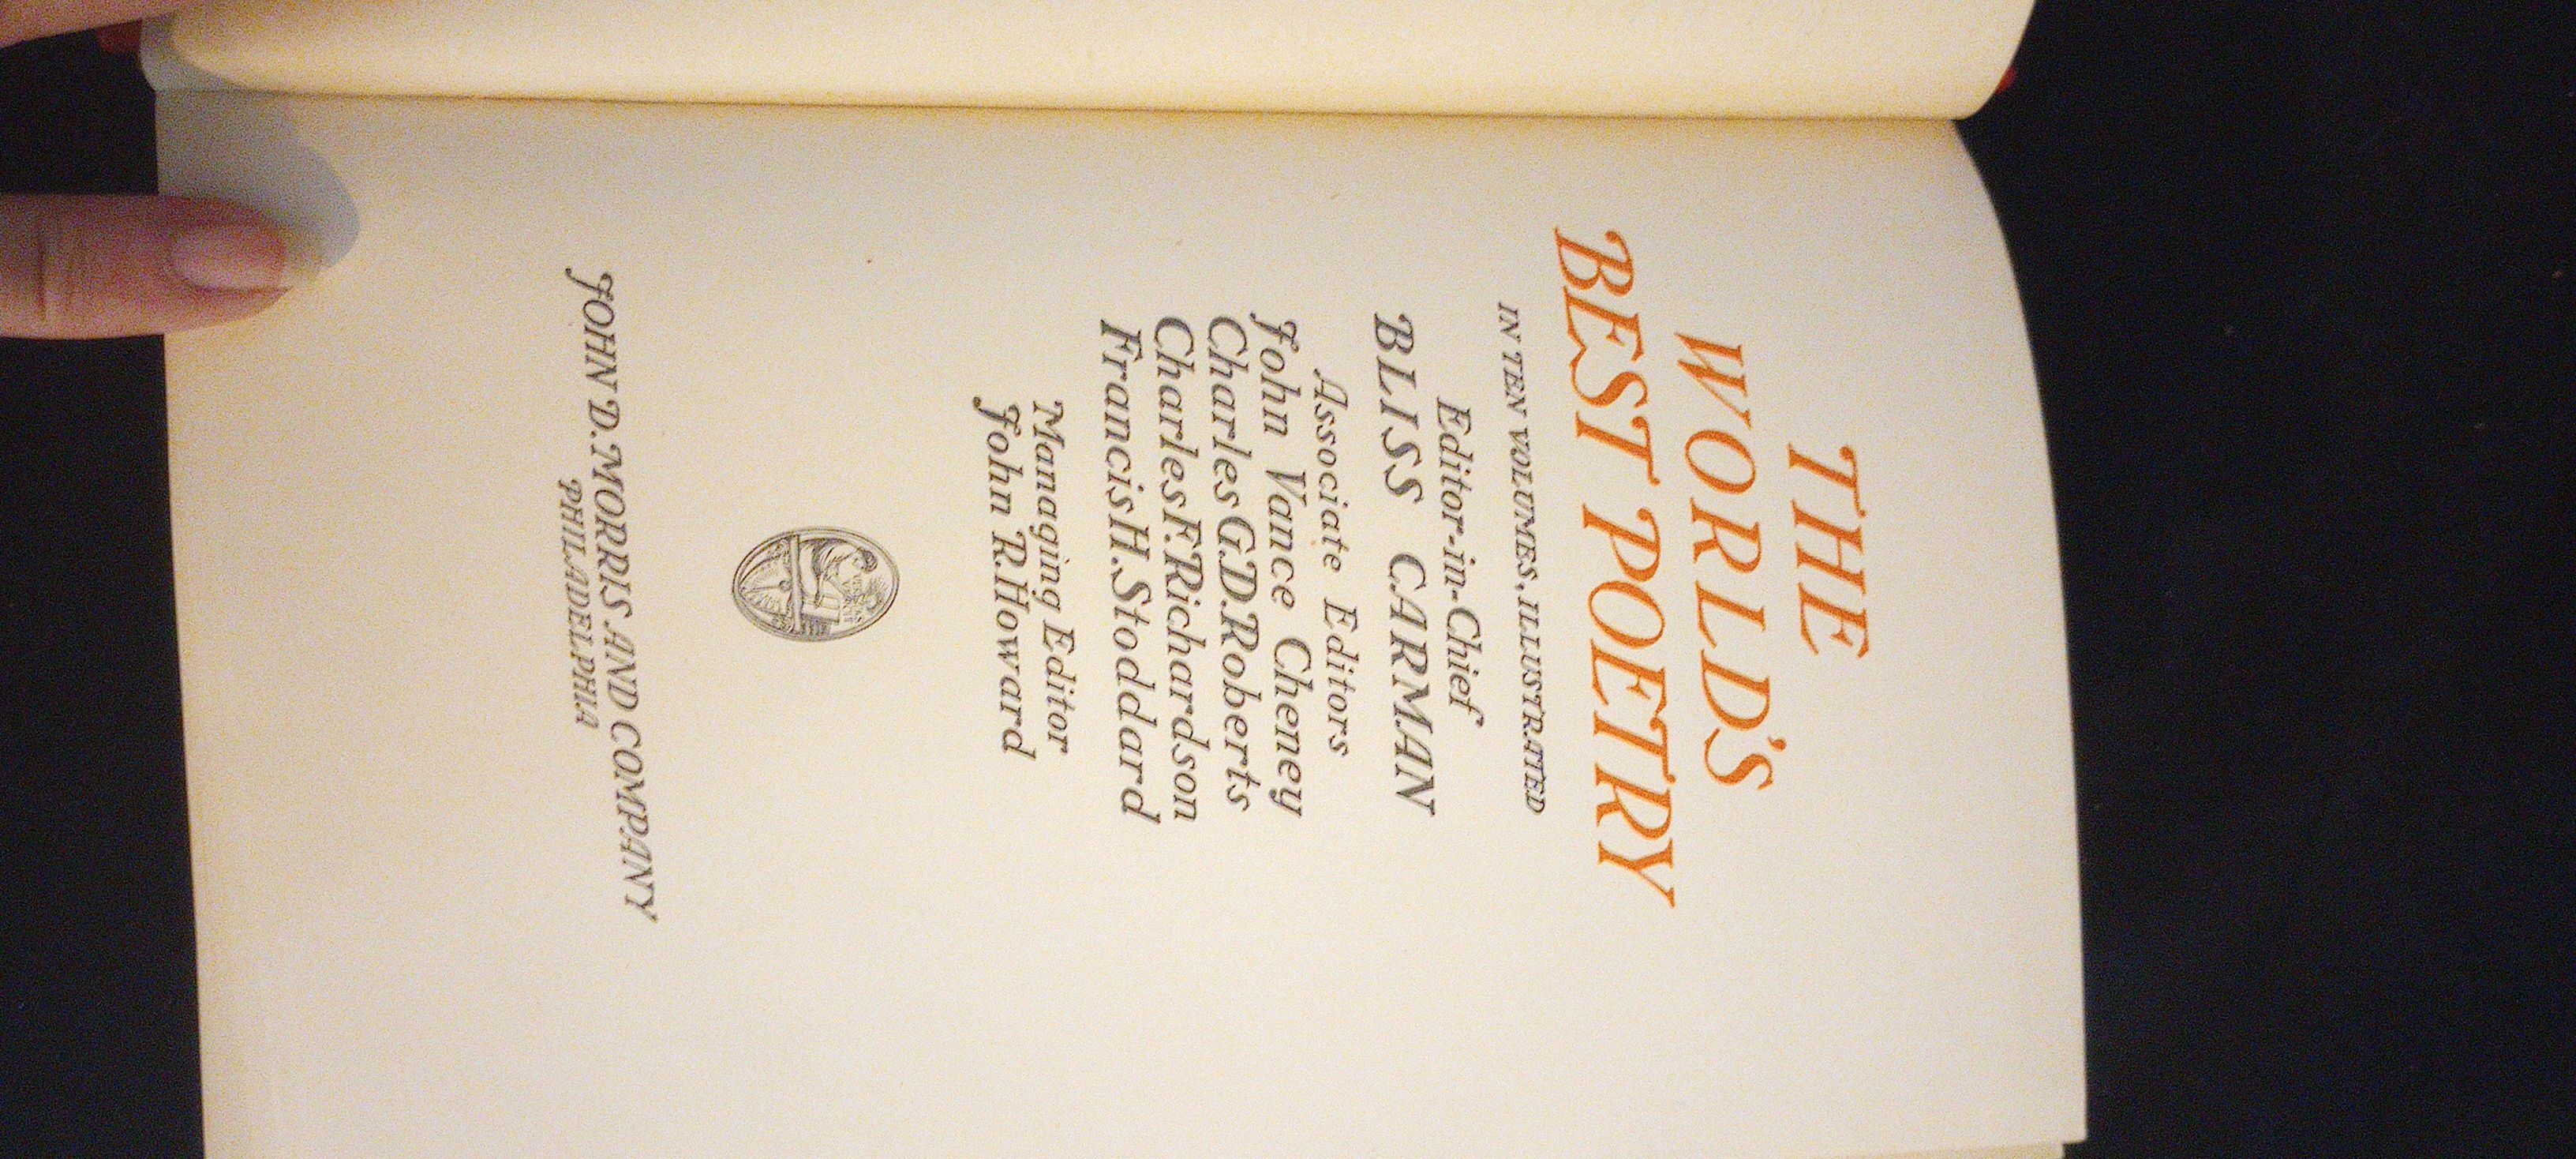 THE
WORLD'S
BEST POETRY
IN TEN VOLUMES, ILLUSTRATED
Editor-in-Chief
BLISS CARMAN
Associate Editors
John Vance Cheney
Charles G.D. Roberts
Charles F. Richardson
Francis H. Stoddard
Managing Editor
John R. Howard
JOHN D. MORRIS AND COMPANY
PHILADELPHIA